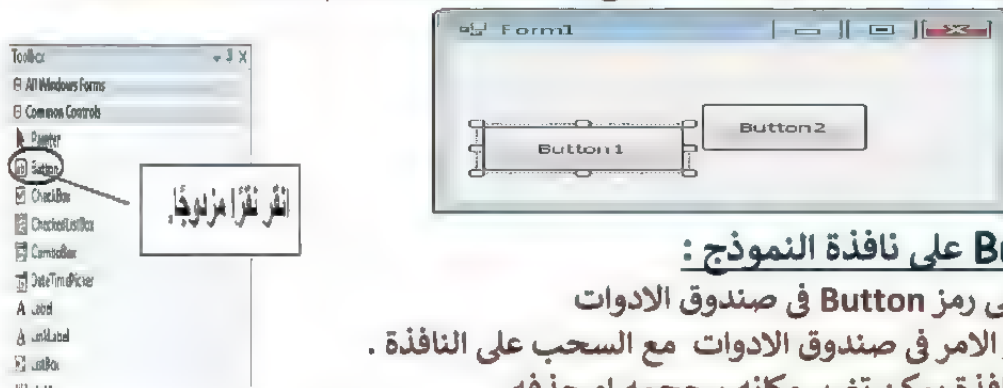 Form1
Button1
Button2
Toolbox
All Windows Forms
Common Controls
Pointer
Button
CheckBox
CheckedListBox
ComboBox
DateTimePicker
Label
LinkLabel
ListBox
انقر نقرًا مزدوجًا.
على نافذة النموذج :
رمز Button فى صندوق الادوات
الامر فى صندوق الادوات مع السحب على النافذة .